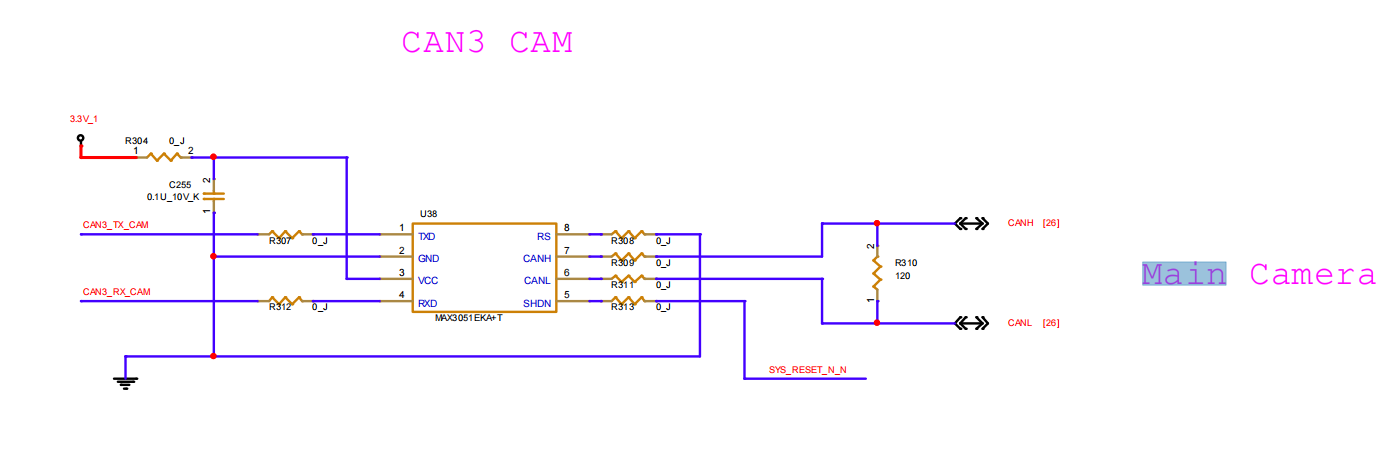 CAN3 CAM
3.3V_1
R304 0_J
1 2
C255
0.1U_10V_K
2
1
CAN3_TX_CAM
R307 0_J
CAN3_RX_CAM
R312 0_J
U38
1 TXD
2 GND
3 VCC
4 RXD
RS 8
CANH 7
CANL 6
SHDN 5
MAX3051EKA+T
R308 0_J
R309 0_J
R311 0_J
R313 0_J
SYS_RESET_N_N
2
R310
120
1
CANH [26]
CANL [26]
Main Camera